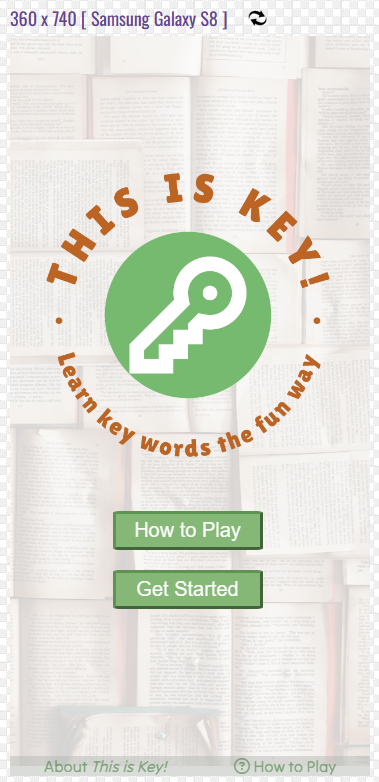 360 x 740 [ Samsung Galaxy S8 ]
THIS IS KEY!
· Learn key words the fun way ·
How to Play
Get Started
About This is Key!
? How to Play